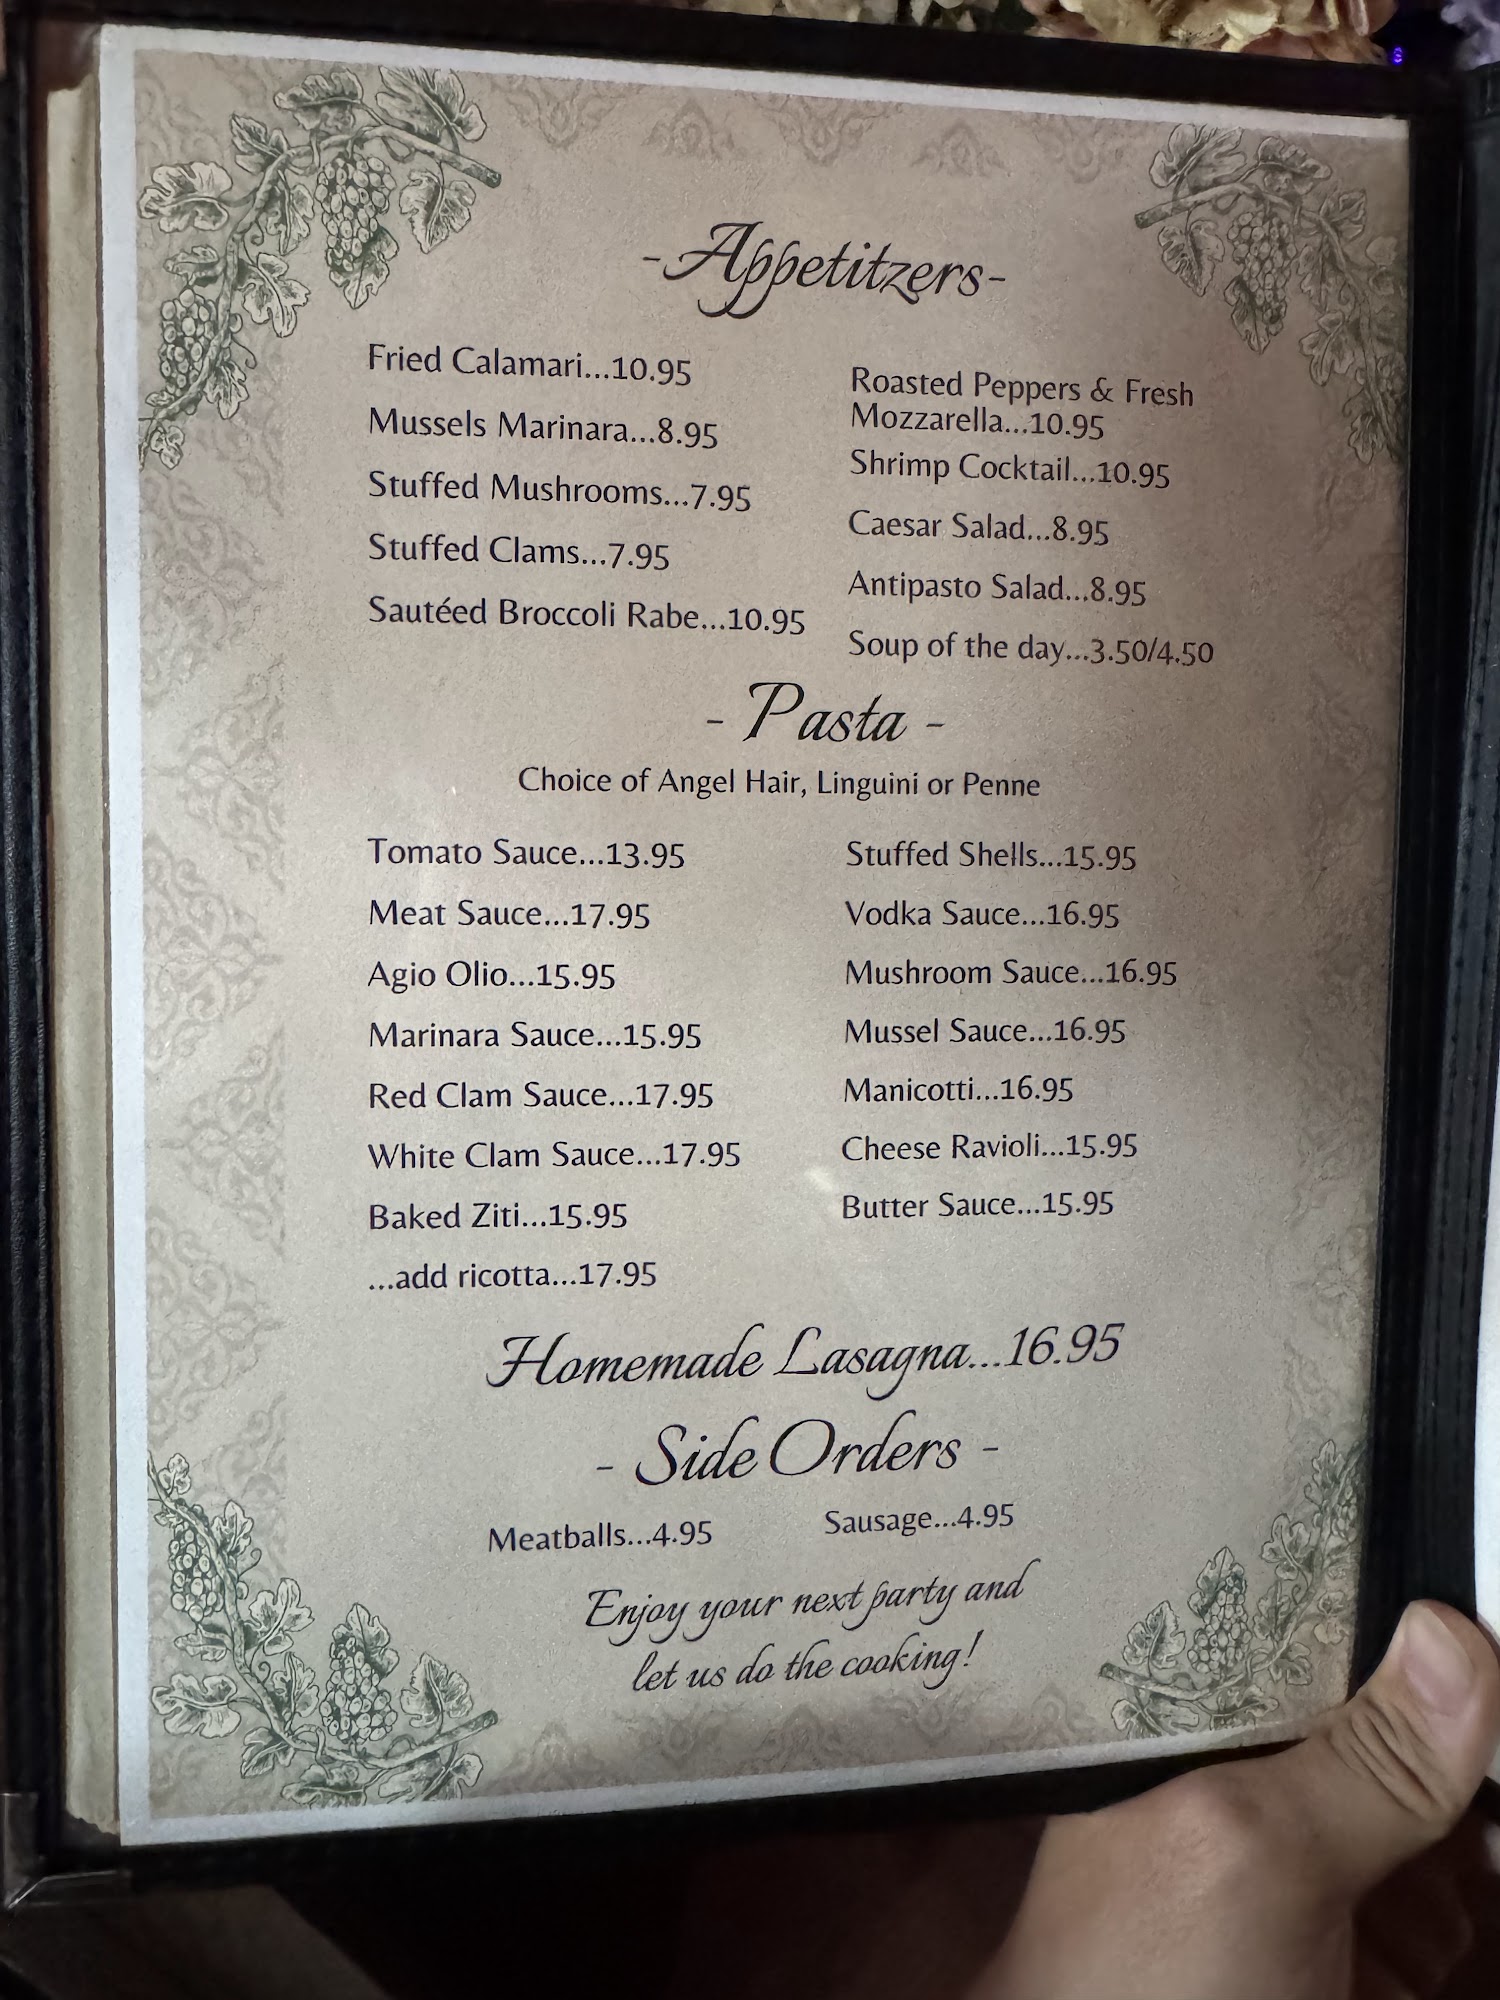 -Appetitzers-
Fried Calamari...10.95
Mussels Marinara...8.95
Stuffed Mushrooms...7.95
Stuffed Clams...7.95
Sautéed Broccoli Rabe...10.95
Roasted Peppers & Fresh
Mozzarella...10.95
Shrimp Cocktail...10.95
Caesar Salad...8.95
Antipasto Salad...8.95
Soup of the day...3.50/4.50
- Pasta -
Choice of Angel Hair, Linguini or Penne
Tomato Sauce...13.95
Meat Sauce...17.95
Agio Olio...15.95
Marinara Sauce...15.95
Red Clam Sauce...17.95
White Clam Sauce...17.95
Baked Ziti...15.95
...add ricotta...17.95
Stuffed Shells...15.95
Vodka Sauce...16.95
Mushroom Sauce...16.95
Mussel Sauce...16.95
Manicotti...16.95
Cheese Ravioli...15.95
Butter Sauce...15.95
Homemade Lasagna...16.95
- Side Orders -
Meatballs...4.95
Sausage...4.95
Enjoy your next party and
let us do the cooking!